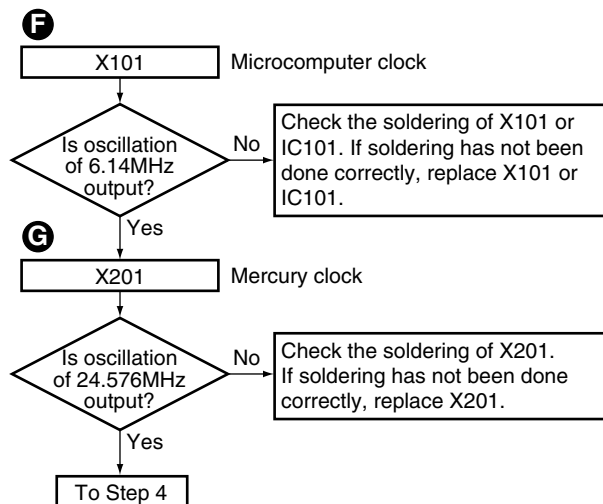 F
X101 Microcomputer clock
Is oscillation
of 6.14MHz
output?
No
Check the soldering of X101 or
IC101. If soldering has not been
done correctly, replace X101 or
IC101.
Yes
G
X201 Mercury clock
Is oscillation
of 24.576MHz
output?
No
Check the soldering of X201.
If soldering has not been done
correctly, replace X201.
Yes
To Step 4